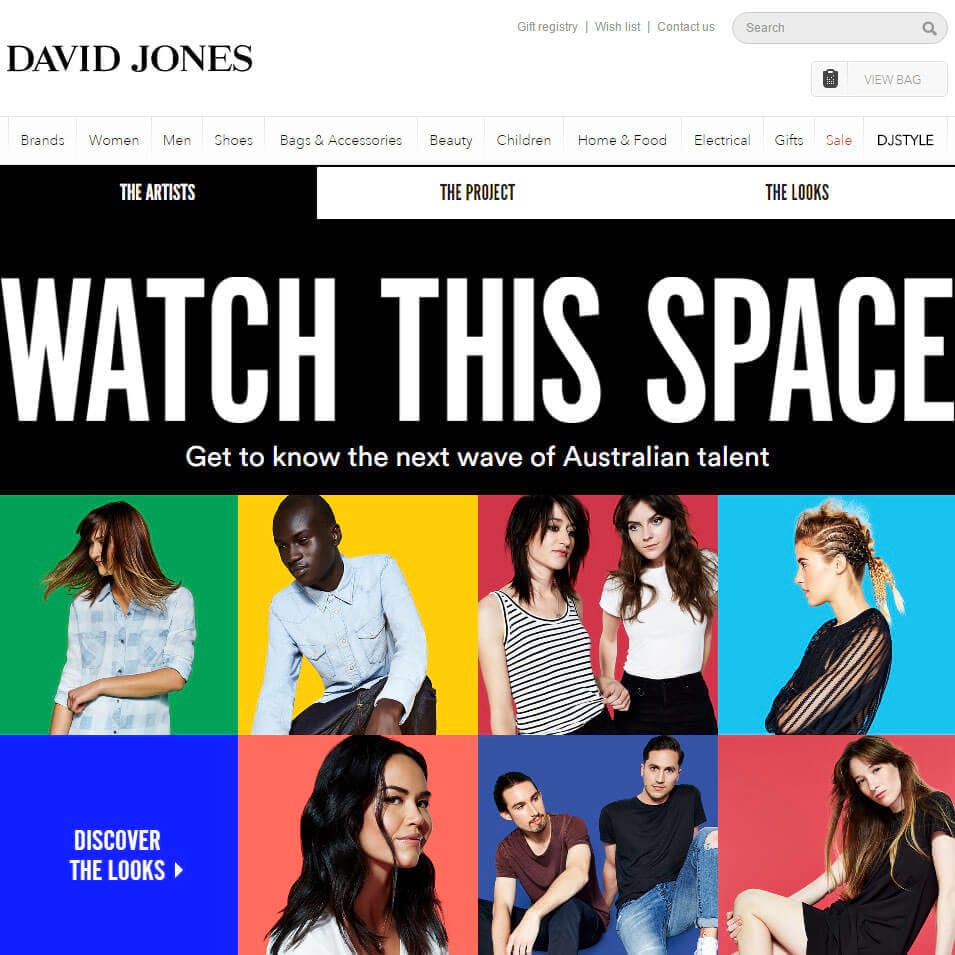 Gift registry | Wish list | Contact us
Search
DAVID JONES
VIEW BAG
Brands Women Men Shoes Bags & Accessories Beauty Children Home & Food Electrical Gifts Sale DJSTYLE
THE ARTISTS THE PROJECT THE LOOKS
WATCH THIS SPACE
Get to know the next wave of Australian talent
DISCOVER
THE LOOKS